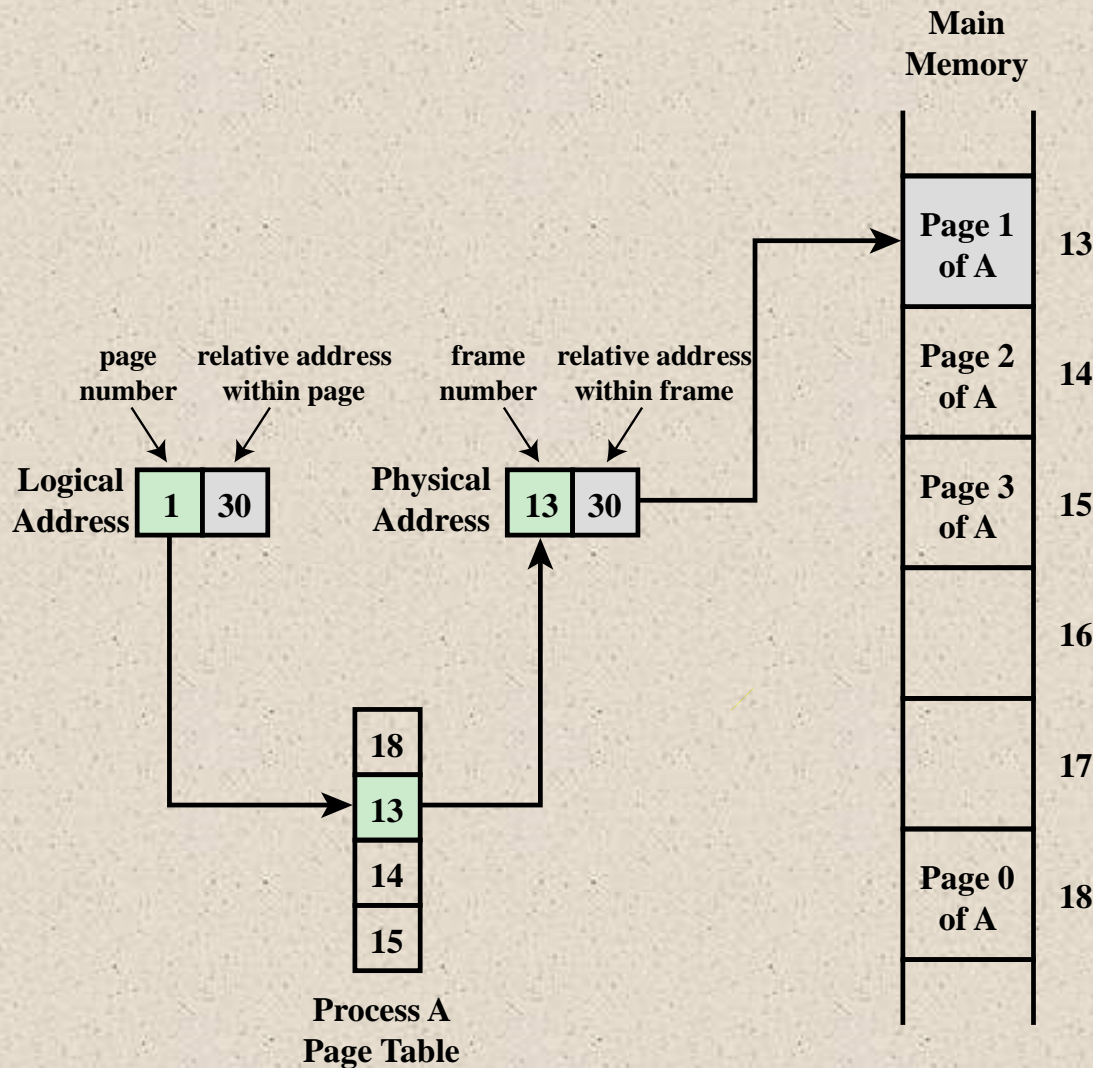 Main
Memory
Page 1
of A
13
page
number
relative address
within page
frame
number
relative address
within frame
Page 2
of A
14
Logical
Address
1
30
Physical
Address
13
30
Page 3
of A
15
16
18
13
14
15
17
Page 0
of A
18
Process A
Page Table